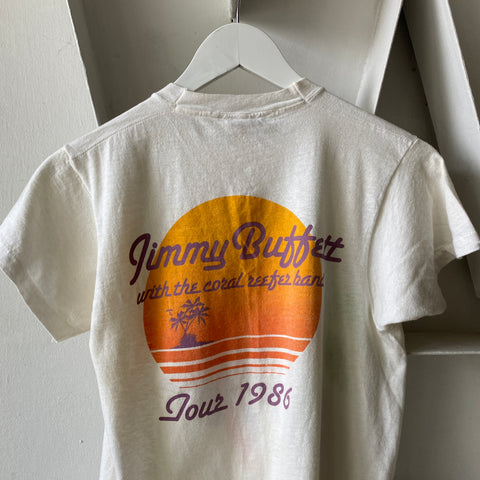 Jimmy Buffett
with the coral reefer band
Tour 1986